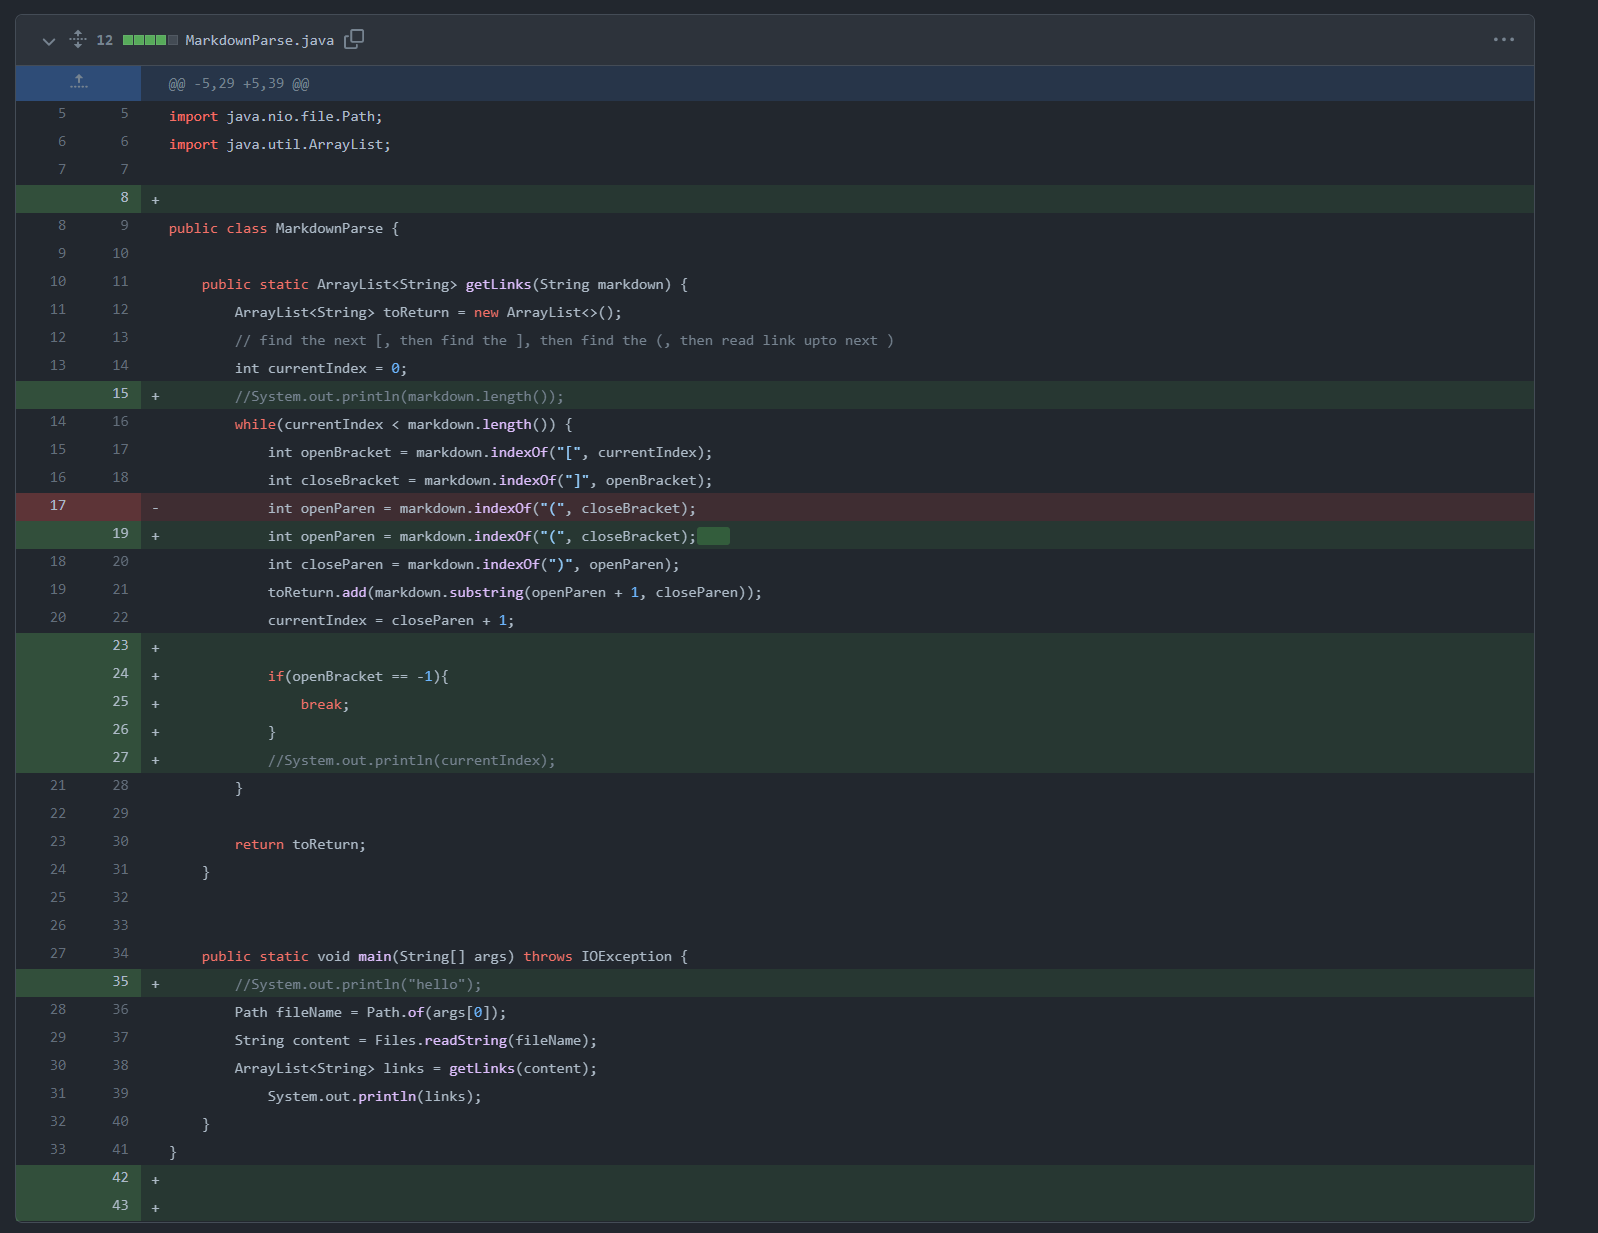 12 MarkdownParse.java
@@ -5,29 +5,39 @@
5 5 import java.nio.file.Path;
6 6 import java.util.ArrayList;
7 7
8 +
8 9 public class MarkdownParse {
9 10
10 11 public static ArrayList<String> getLinks(String markdown) {
11 12 ArrayList<String> toReturn = new ArrayList<>();
12 13 // find the next [, then find the ], then find the (, then read link upto next )
13 14 int currentIndex = 0;
15 + //System.out.println(markdown.length());
14 16 while(currentIndex < markdown.length()) {
15 17 int openBracket = markdown.indexOf("[", currentIndex);
16 18 int closeBracket = markdown.indexOf("]", openBracket);
17 - int openParen = markdown.indexOf("(", closeBracket);
19 + int openParen = markdown.indexOf("(", closeBracket);
18 20 int closeParen = markdown.indexOf(")", openParen);
19 21 toReturn.add(markdown.substring(openParen + 1, closeParen));
20 22 currentIndex = closeParen + 1;
23 +
24 + if(openBracket == -1){
25 + break;
26 + }
27 + //System.out.println(currentIndex);
21 28 }
22 29
23 30 return toReturn;
24 31 }
25 32
26 33
27 34 public static void main(String[] args) throws IOException {
35 + //System.out.println("hello");
28 36 Path fileName = Path.of(args[0]);
29 37 String content = Files.readString(fileName);
30 38 ArrayList<String> links = getLinks(content);
31 39 System.out.println(links);
32 40 }
33 41 }
42 +
43 +